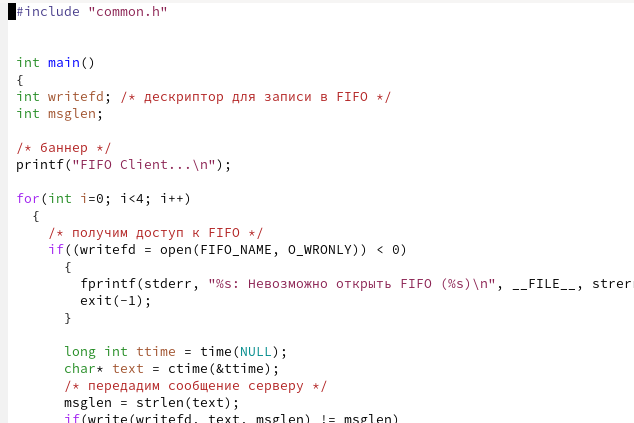 #include "common.h"
int main()
{
int writefd; /* дескриптор для записи в FIFO */
int msglen;
/* баннер */
printf("FIFO Client...\n");
for(int i=0; i<4; i++)
{
/* получим доступ к FIFO */
if((writefd = open(FIFO_NAME, O_WRONLY)) < 0)
{
fprintf(stderr, "%s: Невозможно открыть FIFO (%s)\n", __FILE__,
exit(-1);
}
long int ttime = time(NULL);
char* text = ctime(&ttime);
/* передадим сообщение серверу */
msglen = strlen(text);
if(write(writefd, text, msglen) != msglen)